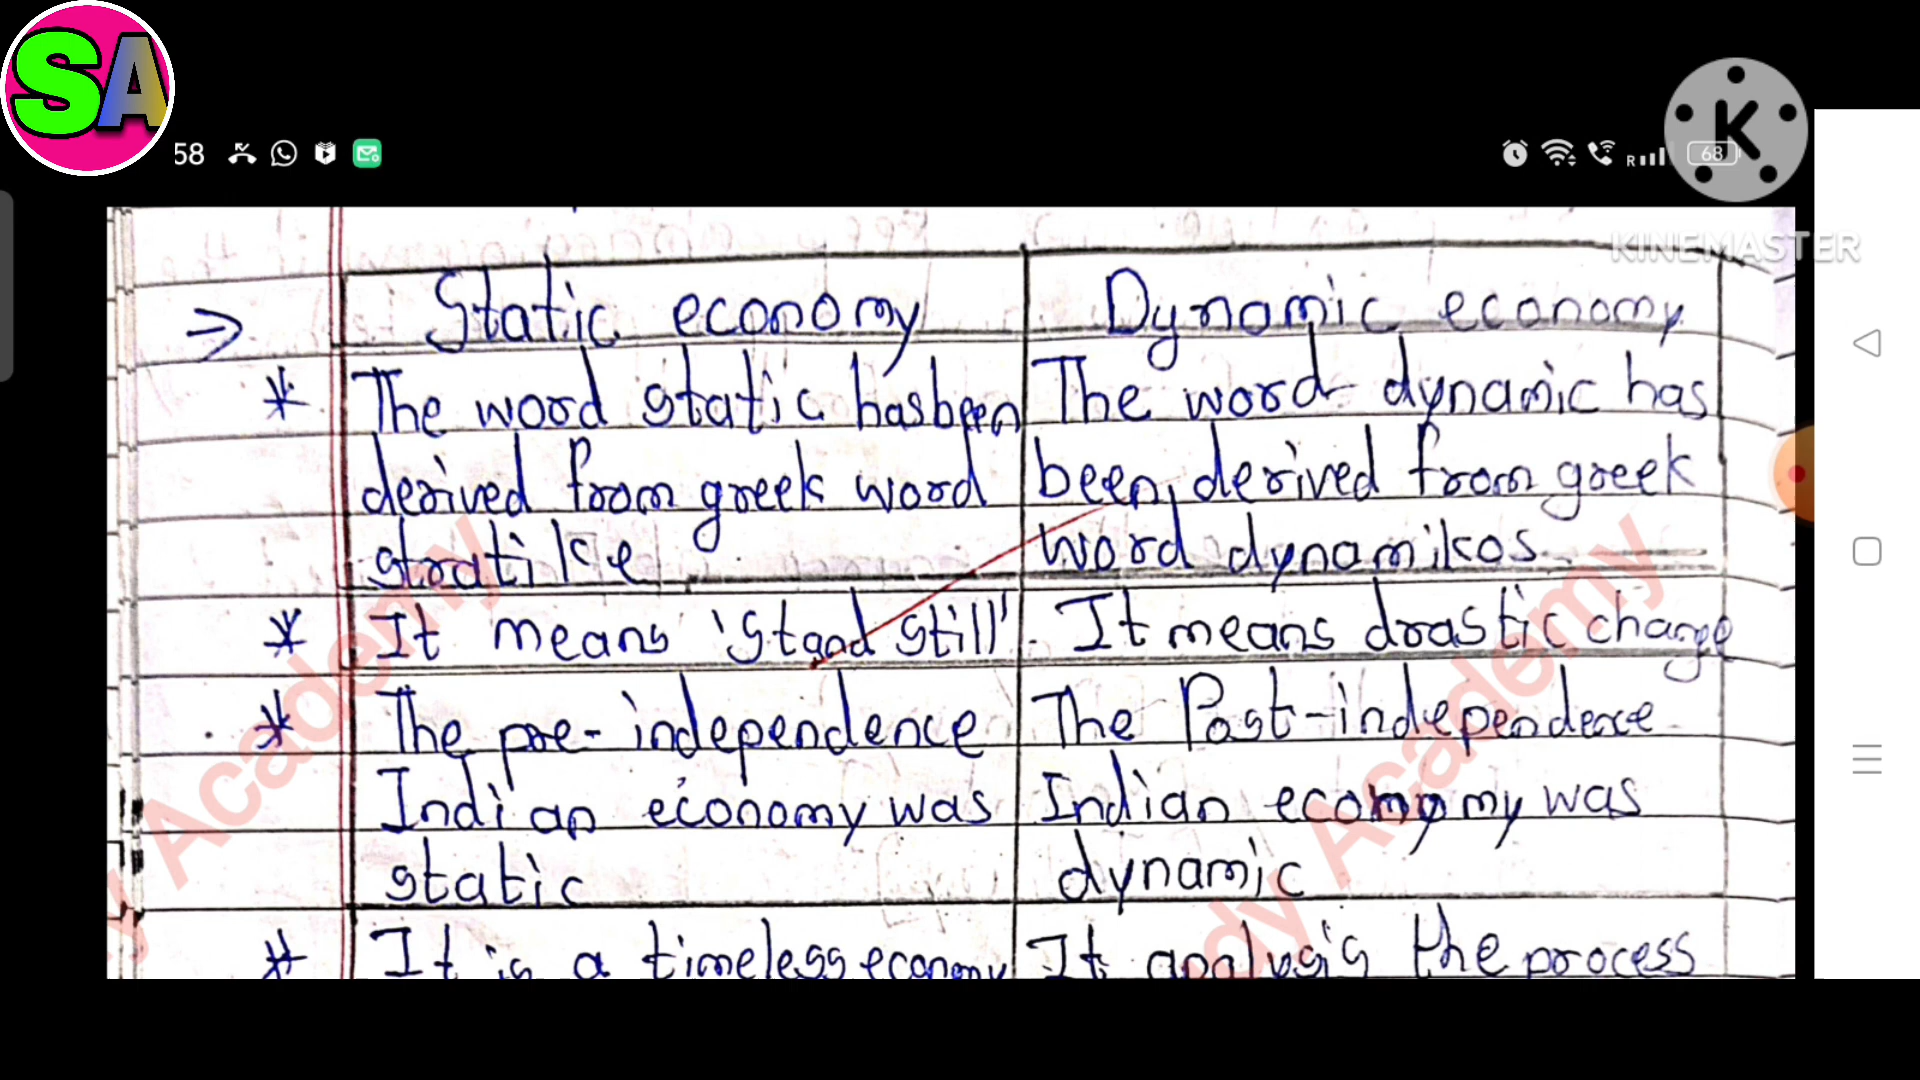 SA
58
68
K
KINEMASTER
Static economy
Dynamic economy
* The word static has been
derived from greek word
stratike
The word dynamic has
been derived from greek
word dynamikos
* It means 'Stand still'.
It means drastic change
* The pre-independence
Indian economy was
static
The Post-independence
Indian economy was
dynamic
* It is a timeless economy
It analysis the process
Academy
Academy